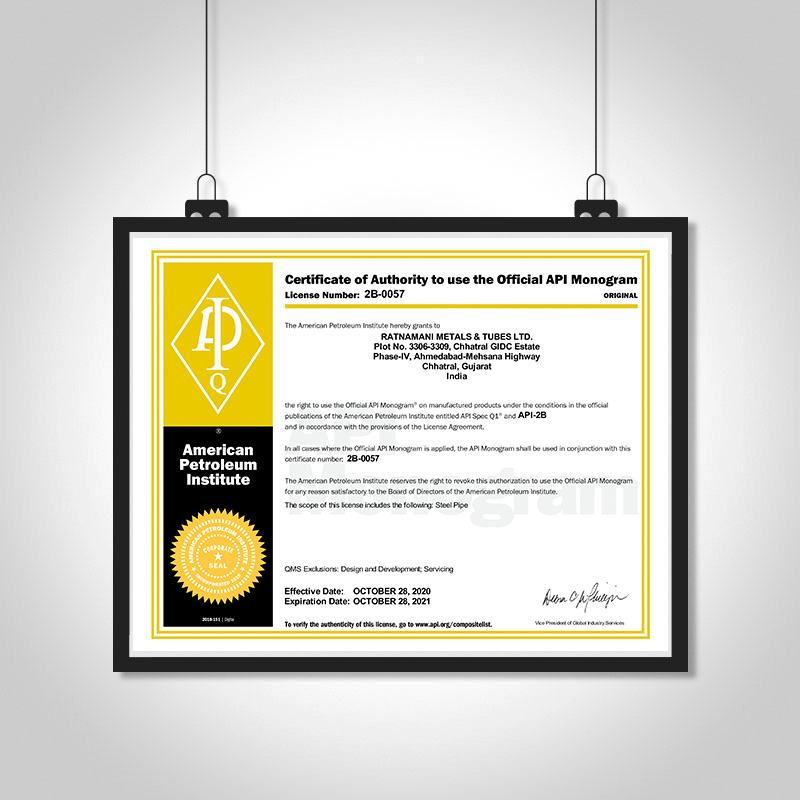 API
Q
®
American
Petroleum
Institute
AMERICAN PETROLEUM INSTITUTE
CORPORATE
SEAL
INCORPORATED
2018-151 | Digital
Certificate of Authority to use the Official API Monogram
License Number: 2B-0057
ORIGINAL
The American Petroleum Institute hereby grants to
RATNAMANI METALS & TUBES LTD.
Plot No. 3306-3309, Chhatral GIDC Estate
Phase-IV, Ahmedabad-Mehsana Highway
Chhatral, Gujarat
India
the right to use the Official API Monogram® on manufactured products under the conditions in the official
publications of the American Petroleum Institute entitled API Spec Q1® and API-2B
and in accordance with the provisions of the License Agreement.
In all cases where the Official API Monogram is applied, the API Monogram shall be used in conjunction with this
certificate number: 2B-0057
The American Petroleum Institute reserves the right to revoke this authorization to use the Official API Monogram
for any reason satisfactory to the Board of Directors of the American Petroleum Institute.
The scope of this license includes the following: Steel Pipe
API
Monogram
QMS Exclusions: Design and Development; Servicing
Effective Date: OCTOBER 28, 2020
Expiration Date: OCTOBER 28, 2021
To verify the authenticity of this license, go to www.api.org/compositelist.
Vice President of Global Industry Services